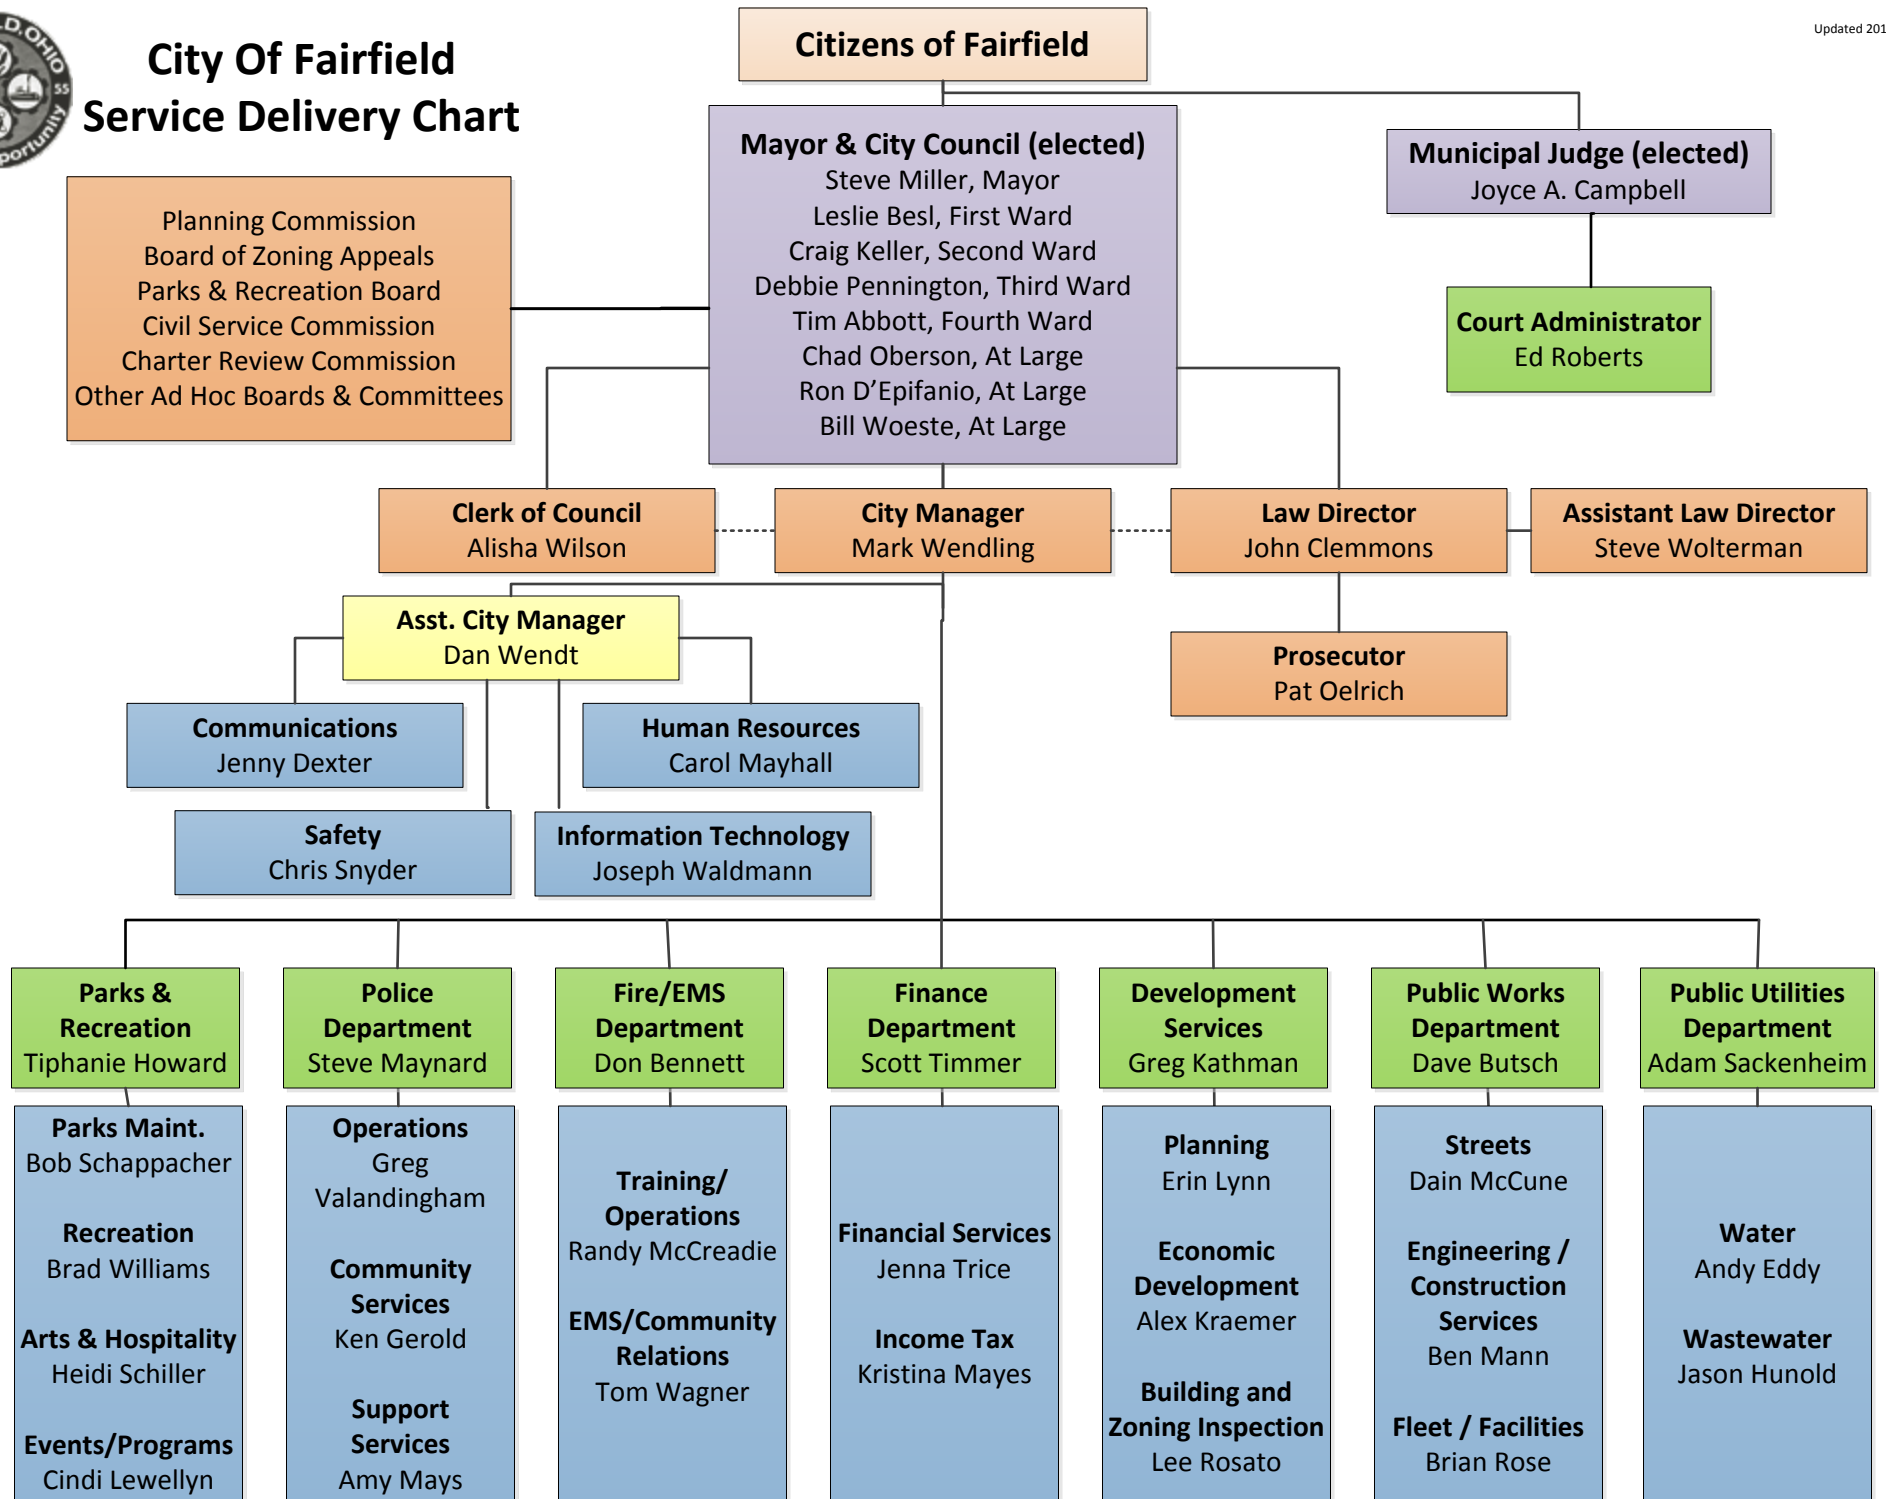 City Of Fairfield
Service Delivery Chart
Updated 201
Citizens of Fairfield
Mayor & City Council (elected)
Steve Miller, Mayor
Leslie Besl, First Ward
Craig Keller, Second Ward
Debbie Pennington, Third Ward
Tim Abbott, Fourth Ward
Chad Oberson, At Large
Ron D'Epifanio, At Large
Bill Woeste, At Large
Municipal Judge (elected)
Joyce A. Campbell
Court Administrator
Ed Roberts
Planning Commission
Board of Zoning Appeals
Parks & Recreation Board
Civil Service Commission
Charter Review Commission
Other Ad Hoc Boards & Committees
Clerk of Council
Alisha Wilson
City Manager
Mark Wendling
Law Director
John Clemmons
Assistant Law Director
Steve Wolterman
Asst. City Manager
Dan Wendt
Prosecutor
Pat Oelrich
Communications
Jenny Dexter
Human Resources
Carol Mayhall
Safety
Chris Snyder
Information Technology
Joseph Waldmann
Parks &
Recreation
Tiphanie Howard
Parks Maint.
Bob Schappacher
Recreation
Brad Williams
Arts & Hospitality
Heidi Schiller
Events/Programs
Cindi Lewellyn
Police
Department
Steve Maynard
Operations
Greg
Valandingham
Community
Services
Ken Gerold
Support
Services
Amy Mays
Fire/EMS
Department
Don Bennett
Training/
Operations
Randy McCreadie
EMS/Community
Relations
Tom Wagner
Finance
Department
Scott Timmer
Financial Services
Jenna Trice
Income Tax
Kristina Mayes
Development
Services
Greg Kathman
Planning
Erin Lynn
Economic
Development
Alex Kraemer
Building and
Zoning Inspection
Lee Rosato
Public Works
Department
Dave Butsch
Streets
Dain McCune
Engineering /
Construction
Services
Ben Mann
Fleet / Facilities
Brian Rose
Public Utilities
Department
Adam Sackenheim
Water
Andy Eddy
Wastewater
Jason Hunold